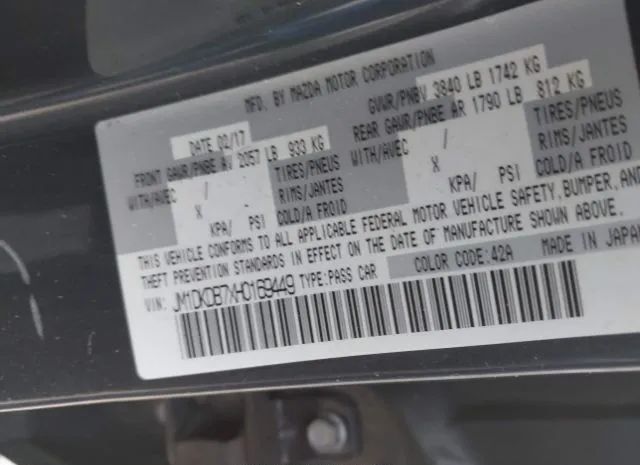 MFD. BY MAZDA MOTOR CORPORATION
DATE 02/17 GVWR/PNBV 3840 LB 1742 KG
FRONT GAWR/PNBE AV 2057 LB 933 KG REAR GAWR/PNBE AR 1790 LB 812 KG
WITH/AVEC / TIRES/PNEUS WITH/AVEC / TIRES/PNEUS
X RIMS/JANTES X RIMS/JANTES
KPA/ PSI COLD/A FROID KPA/ PSI COLD/A FROID
THIS VEHICLE CONFORMS TO ALL APPLICABLE FEDERAL MOTOR VEHICLE SAFETY, BUMPER, AND
THEFT PREVENTION STANDARDS IN EFFECT ON THE DATE OF MANUFACTURE SHOWN ABOVE.
VIN: JM1DKDB7XH0169449 TYPE:PASS CAR COLOR CODE:42A MADE IN JAPAN